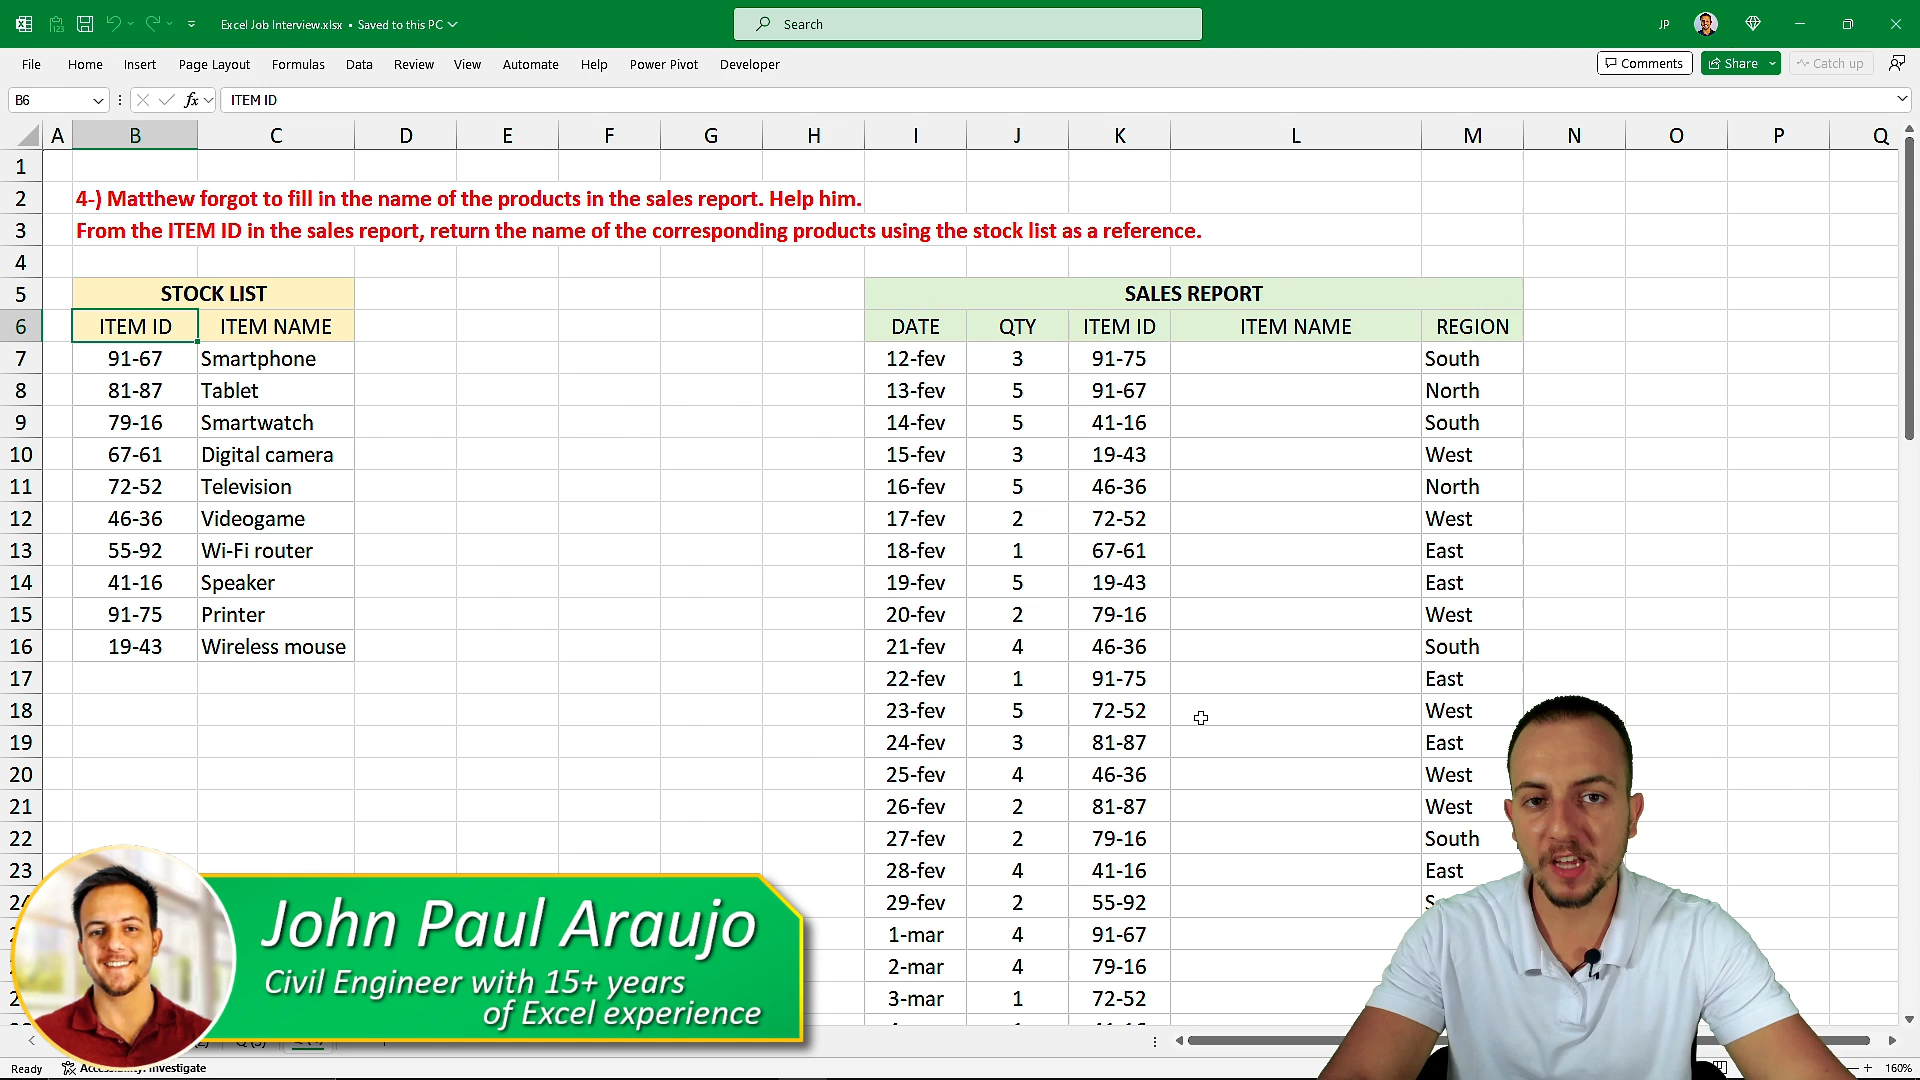 Excel Job Interview.xlsx • Saved to this PC
Search
JP
File Home Insert Page Layout Formulas Data Review View Automate Help Power Pivot Developer
Comments Share Catch up
B6 fx ITEM ID
A B C D E F G H I J K L M N O P Q
1
2 4-) Matthew forgot to fill in the name of the products in the sales report. Help him.
3 From the ITEM ID in the sales report, return the name of the corresponding products using the stock list as a reference.
4
5 STOCK LIST SALES REPORT
6 ITEM ID ITEM NAME DATE QTY ITEM ID ITEM NAME REGION
7 91-67 Smartphone 12-fev 3 91-75 South
8 81-87 Tablet 13-fev 5 91-67 North
9 79-16 Smartwatch 14-fev 5 41-16 South
10 67-61 Digital camera 15-fev 3 19-43 West
11 72-52 Television 16-fev 5 46-36 North
12 46-36 Videogame 17-fev 2 72-52 West
13 55-92 Wi-Fi router 18-fev 1 67-61 East
14 41-16 Speaker 19-fev 5 19-43 East
15 91-75 Printer 20-fev 2 79-16 West
16 19-43 Wireless mouse 21-fev 4 46-36 South
17 22-fev 1 91-75 East
18 23-fev 5 72-52 West
19 24-fev 3 81-87 East
20 25-fev 4 46-36 West
21 26-fev 2 81-87 West
22 27-fev 2 79-16 South
23 28-fev 4 41-16 East
29-fev 2 55-92
1-mar 4 91-67
2-mar 4 79-16
3-mar 1 72-52
John Paul Araujo
Civil Engineer with 15+ years
of Excel experience
Ready 160%